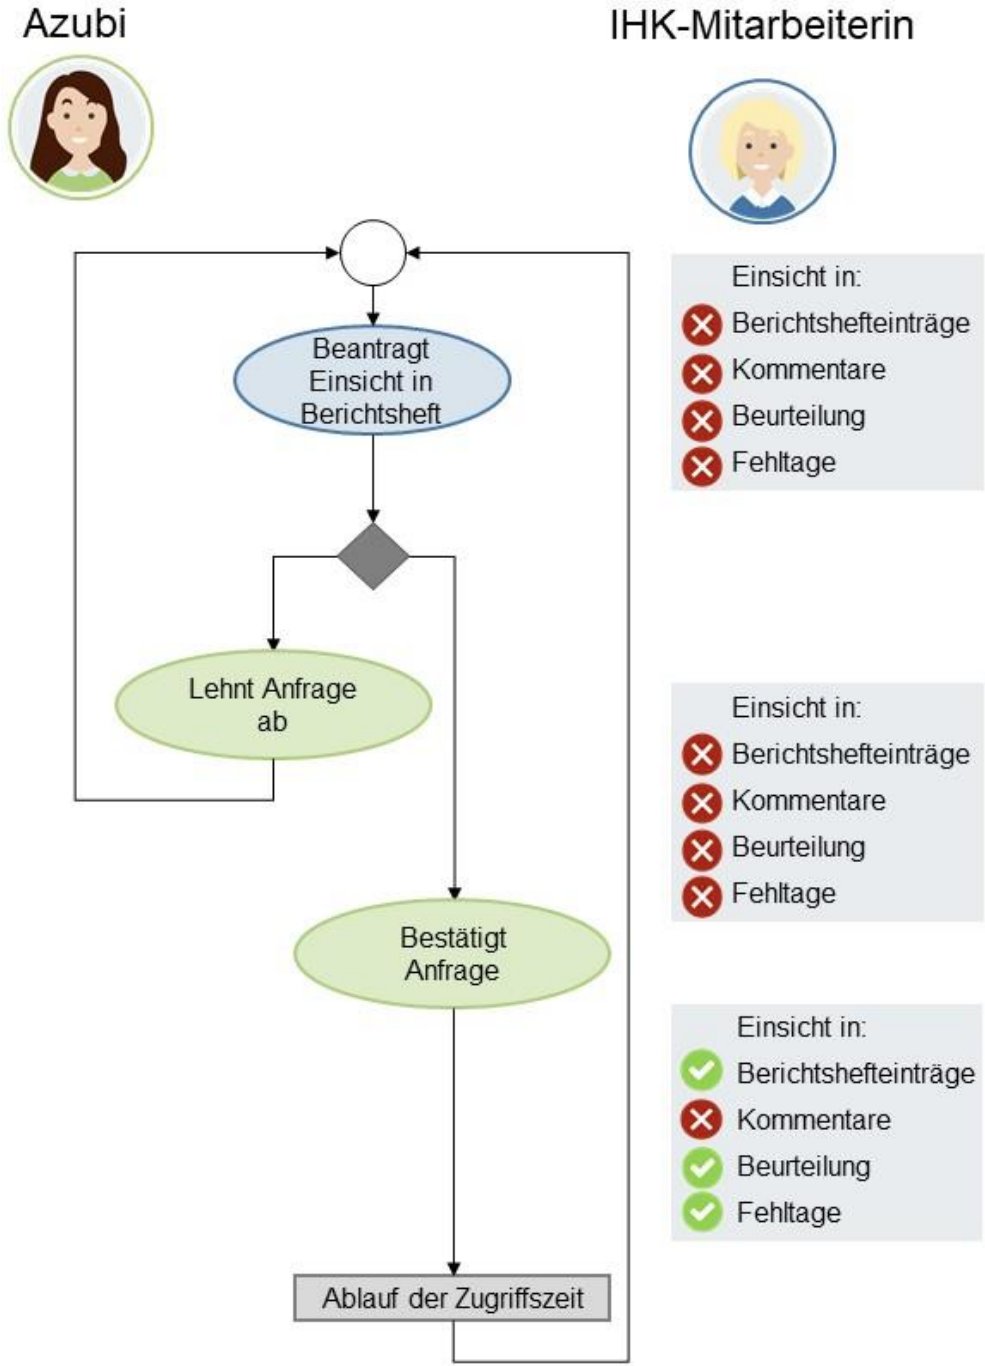 Azubi
IHK-Mitarbeiterin
Einsicht in:
Berichtshefteinträge
Kommentare
Beurteilung
Fehltage
Beantragt
Einsicht in
Berichtsheft
Lehnt Anfrage
ab
Einsicht in:
Berichtshefteinträge
Kommentare
Beurteilung
Fehltage
Bestätigt
Anfrage
Einsicht in:
Berichtshefteinträge
Kommentare
Beurteilung
Fehltage
Ablauf der Zugriffszeit